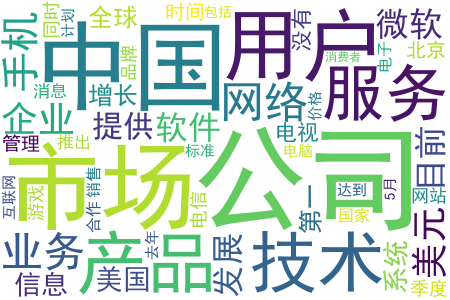 同时
计划
全球
时间
包括
没有
微软
手机
中国
用户
品牌
消费者
电子
北京
消息
增长
网络
价格
服务
企业
提供
软件
电视
管理
推出
标准
电脑
目前
市场
公司
互联网
游戏
合作
销售
电信
第一
达到
国家
5月
网站
业务
产品
去年
发展
技术
系统
美元
信息
美国
季度